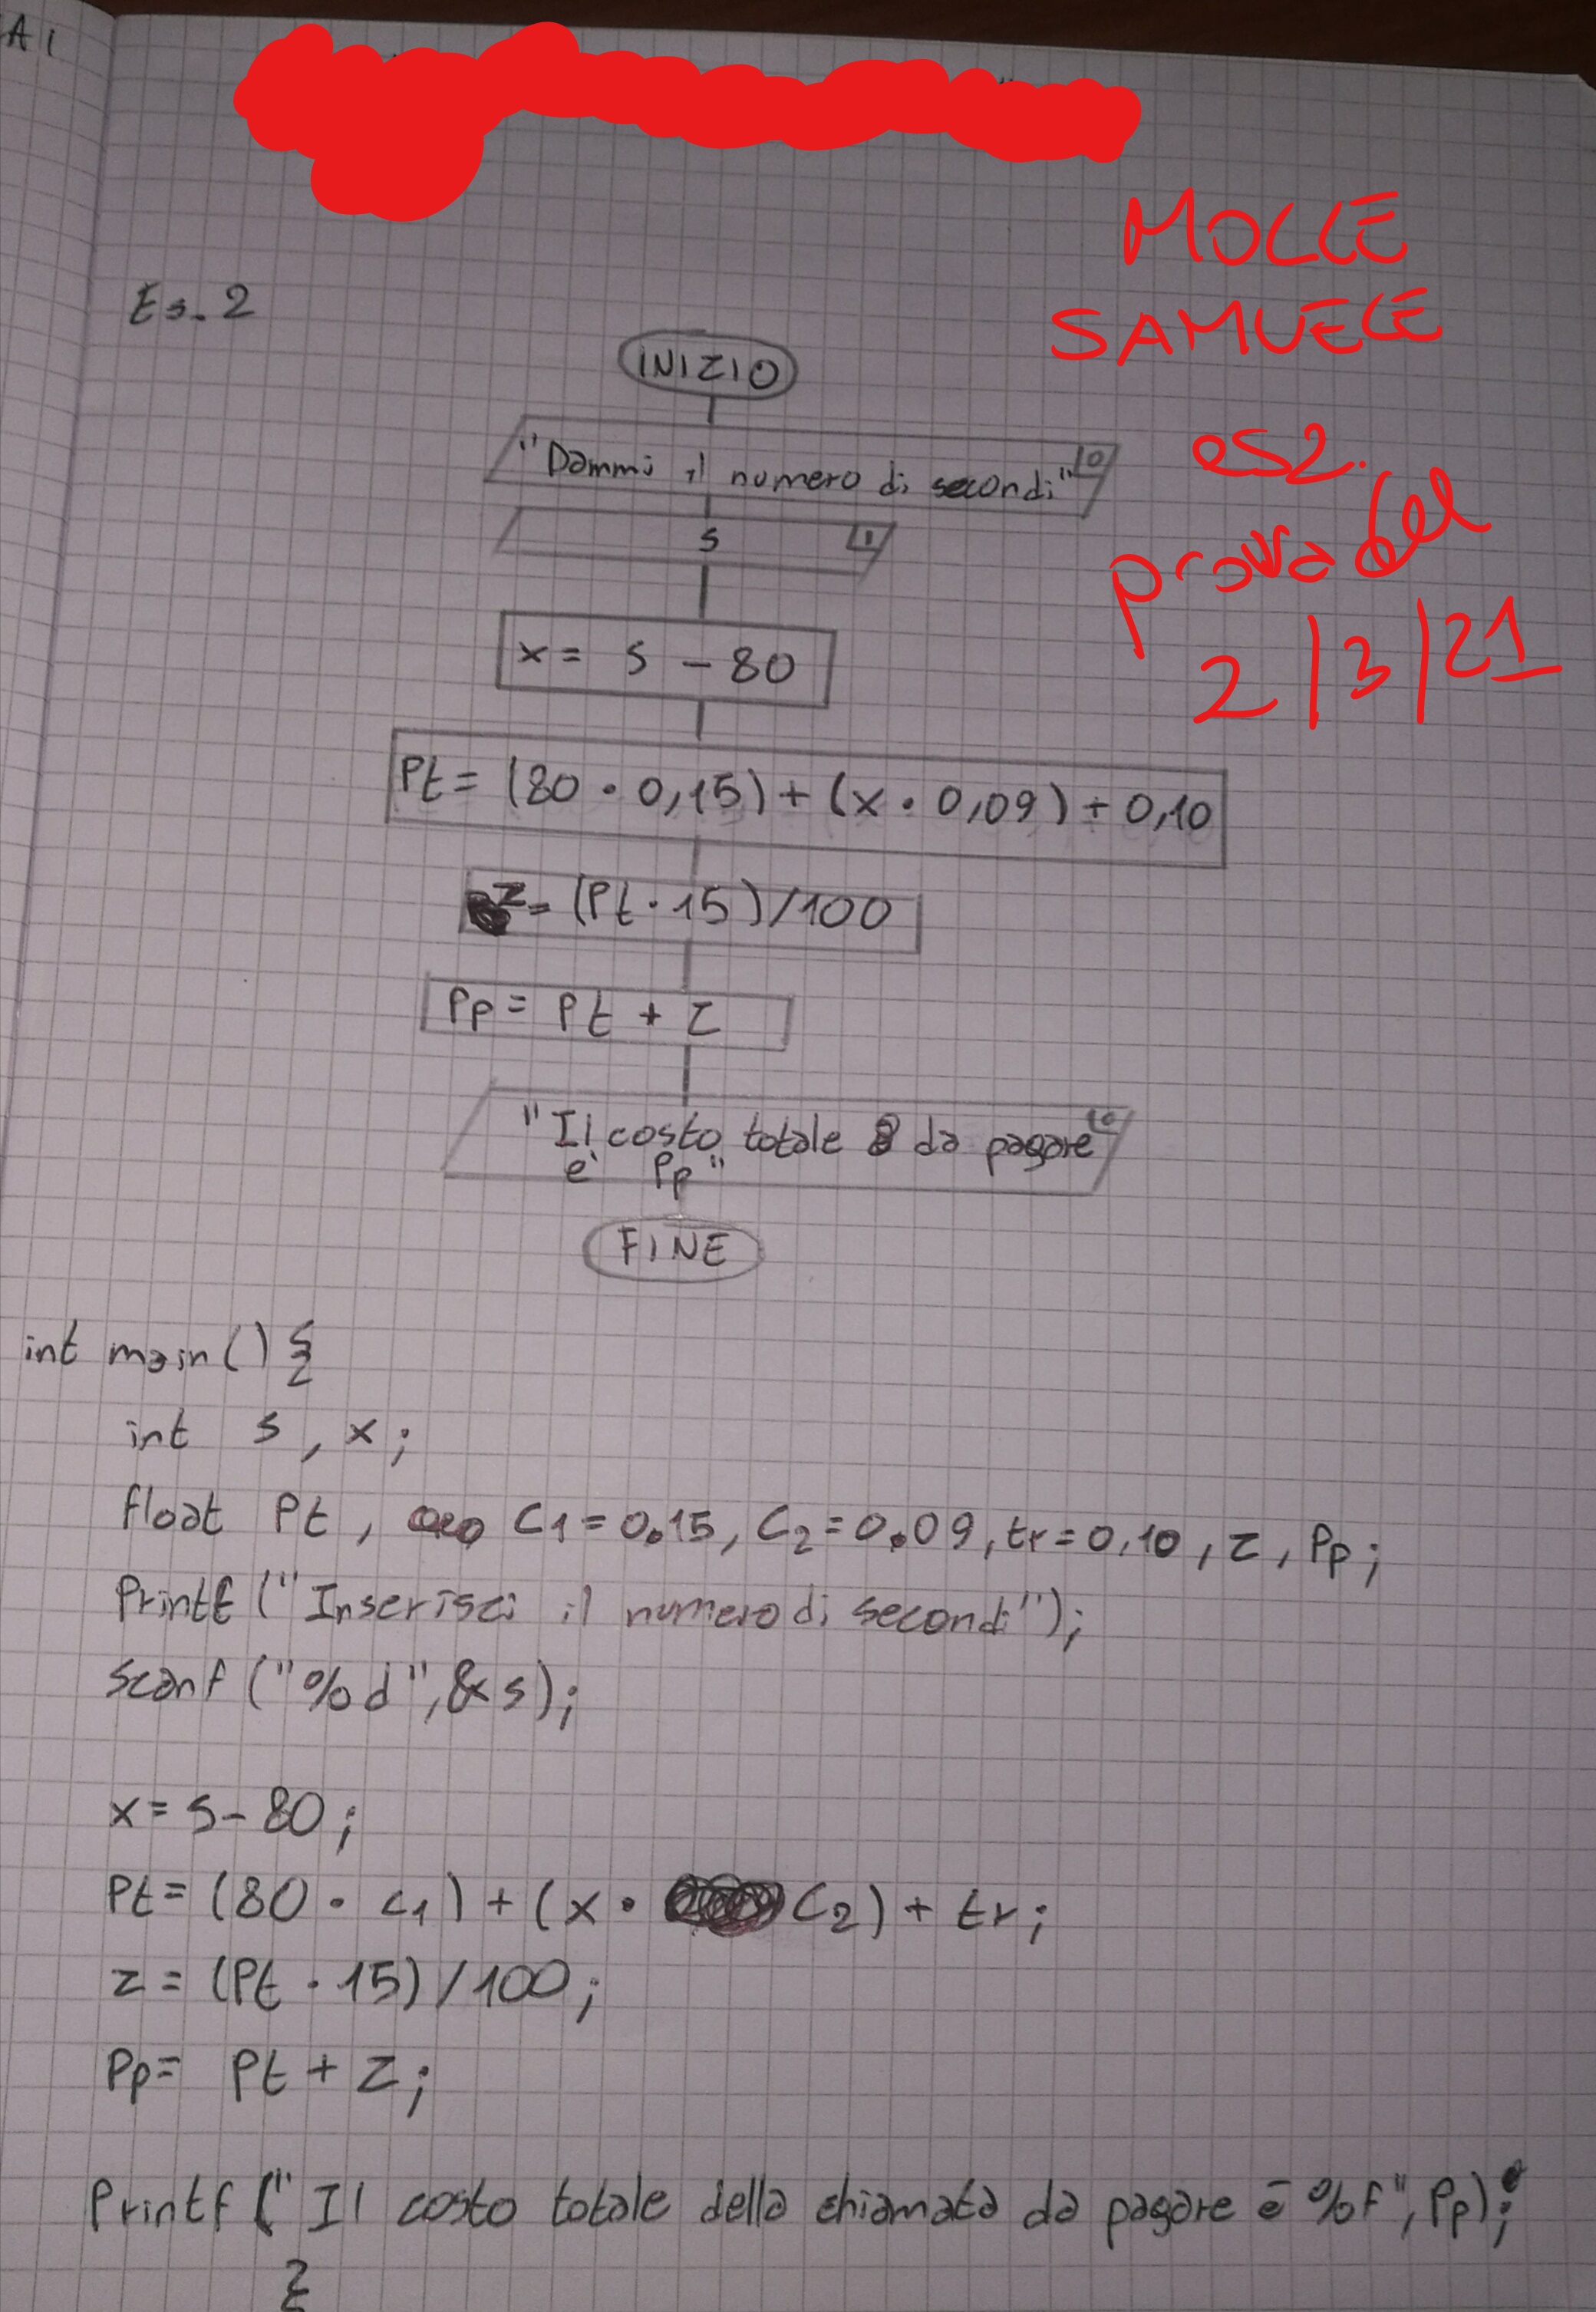 A1
MOLLE
SAMUELE
Es. 2
es2.
prova del
2/3/21
INIZIO
"Dammi il numero di secondi" O
s I
x = s - 80
Pt = (80 · 0,15) + (x · 0,09) + 0,10
z = (Pt · 15)/100
Pp = Pt + z
"Il costo totale da pagare O
e' Pp"
FINE
int main() {
int s, x;
float Pt, C1 = 0.15, C2 = 0.09, tr = 0.10, z, Pp;
Printf ("Inserisci il numero di secondi");
Scanf ("%d", &s);
x = s - 80;
Pt = (80 · c1) + (x · C2) + tr;
z = (Pt · 15)/100;
Pp = Pt + z;
Printf (" Il costo totale della chiamata da pagare è %f", Pp);
}